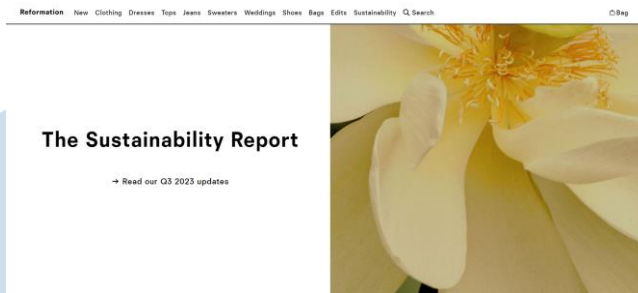 Reformation New Clothing Dresses Tops Jeans Sweaters Weddings Shoes Bags Edits Sustainability Search Bag
The Sustainability Report
→ Read our Q3 2023 updates